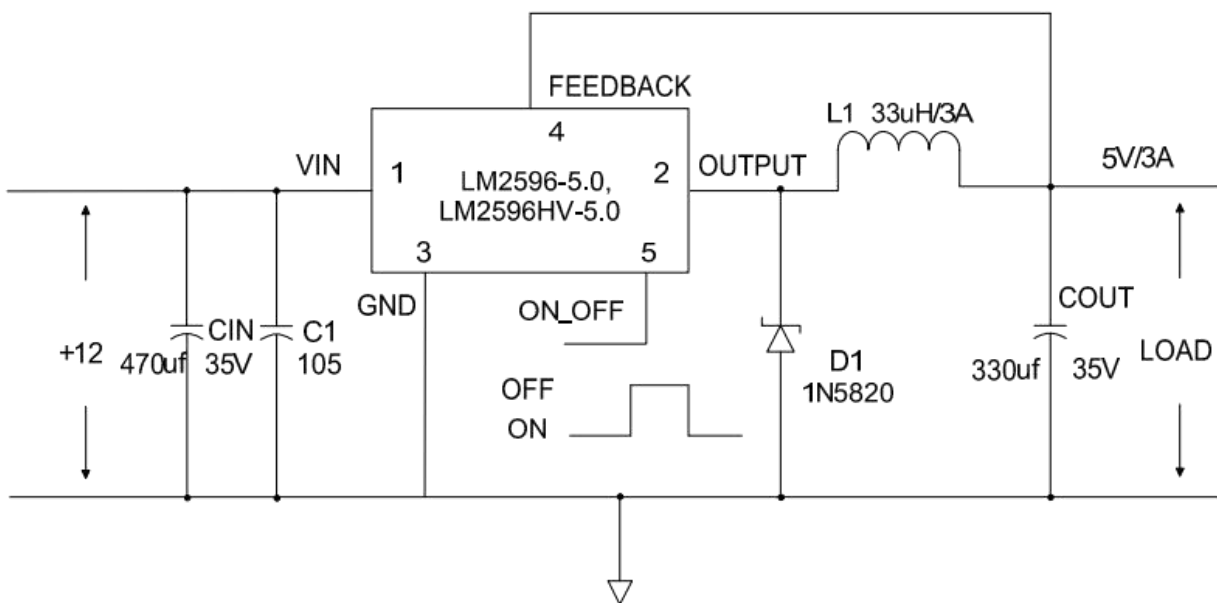 FEEDBACK
4
L1 33uH/3A
VIN
1
LM2596-5.0,
LM2596HV-5.0
2
OUTPUT
5V/3A
3
5
GND
ON_OFF
+12
CIN
470uf 35V
C1
105
OFF
ON
D1
1N5820
COUT
330uf 35V
LOAD